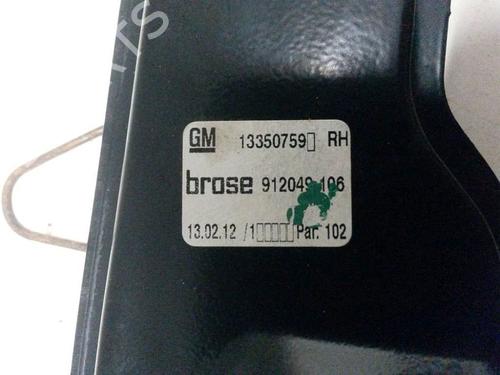 GM 13350759▯ RH
brose 912049-106
13.02.12 /1▯▯▯▯▯Par. 102